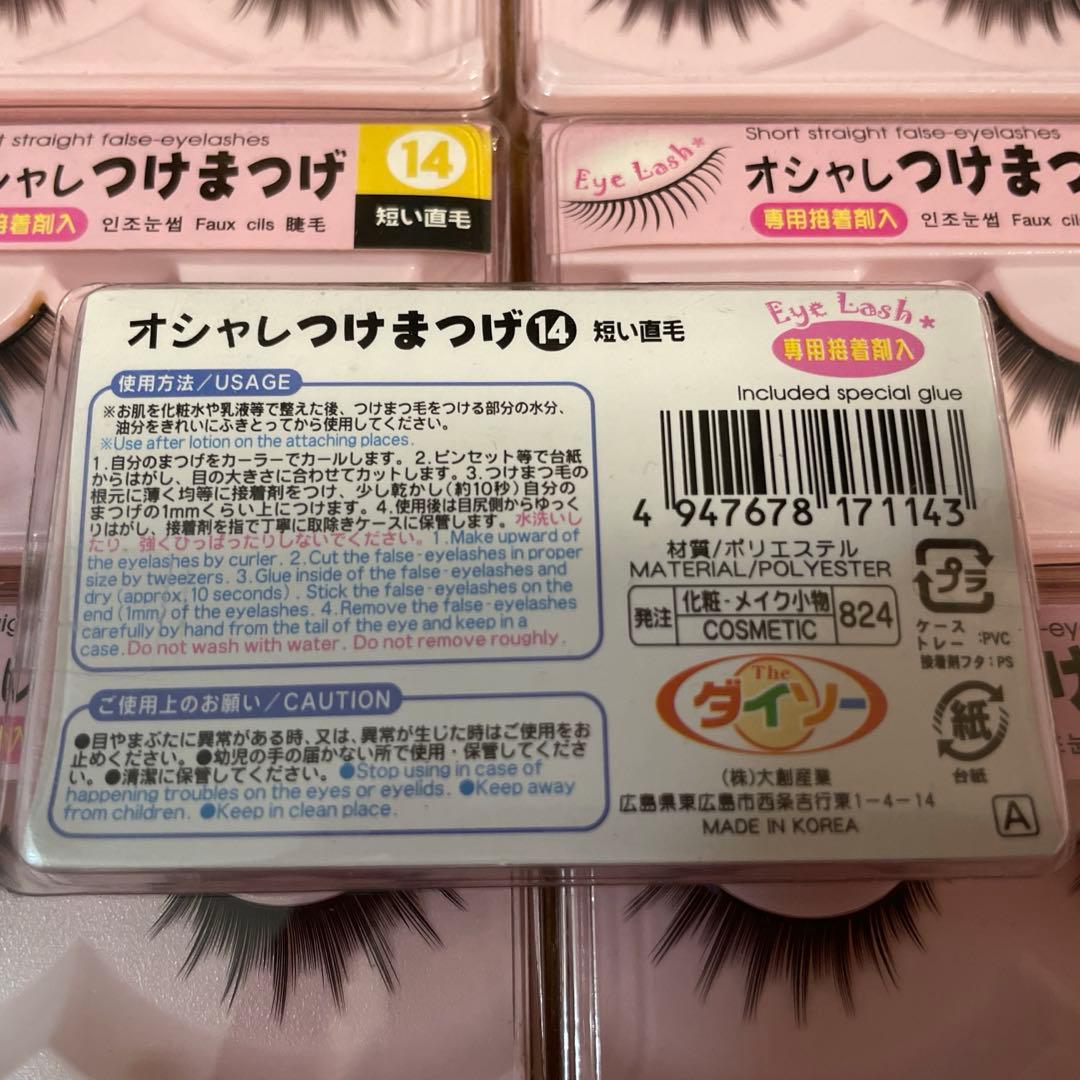 straight false-eyelashes
シャレつけまつげ
接着剤入
인조눈썹 Faux cils 睫毛
14
短い直毛
Short straight false-eyelashes
Eye Lash*
オシャレつけまつ
専用接着剤入
인조눈썹 Faux cil
オシャレつけまつげ14 短い直毛
Eye Lash*
専用接着剤入
Included special glue
使用方法/USAGE
※お肌を化粧水や乳液等で整えた後、つけまつ毛をつける部分の水分、
油分をきれいにふきとってから使用してください。
※Use after lotion on the attaching places.
1.自分のまつげをカーラーでカールします。2.ピンセット等で台紙
からはがし、目の大きさに合わせてカットします。3.つけまつ毛の
根元に薄く均等に接着剤をつけ、少し乾かし(約10秒)自分の
まつげの1mmくらい上につけます。4.使用後は目尻側からゆっく
りはがし、接着剤を指で丁寧に取除きケースに保管します。水洗いし
たり、強くひっぱったりしないでください。1.Make upward of
the eyelashes by curler. 2.Cut the false-eyelashes in proper
size by tweezers. 3.Glue inside of the false-eyelashes and
dry (approx.10 seconds). Stick the false-eyelashes on the
end (1mm) of the eyelashes. 4.Remove the false-eyelashes
carefully by hand from the tail of the eye and keep in a
case.Do not wash with water. Do not remove roughly.
ご使用上のお願い/CAUTION
●目やまぶたに異常がある時、又は、異常が生じた時はご使用をお
止めください。●幼児の手の届かない所で使用・保管してくださ
い。●清潔に保管してください。●Stop using in case of
happening troubles on the eyes or eyelids. ●Keep away
from children. ●Keep in clean place.
4 947678 171143
材質/ポリエステル
MATERIAL/POLYESTER
発注 化粧・メイク小物 824
COSMETIC
プラ
ケース
トレー :PVC
接着剤フタ:PS
The
ダイソー
紙
台紙
(株)大創産業
広島県東広島市西条吉行東1-4-14
MADE IN KOREA
A